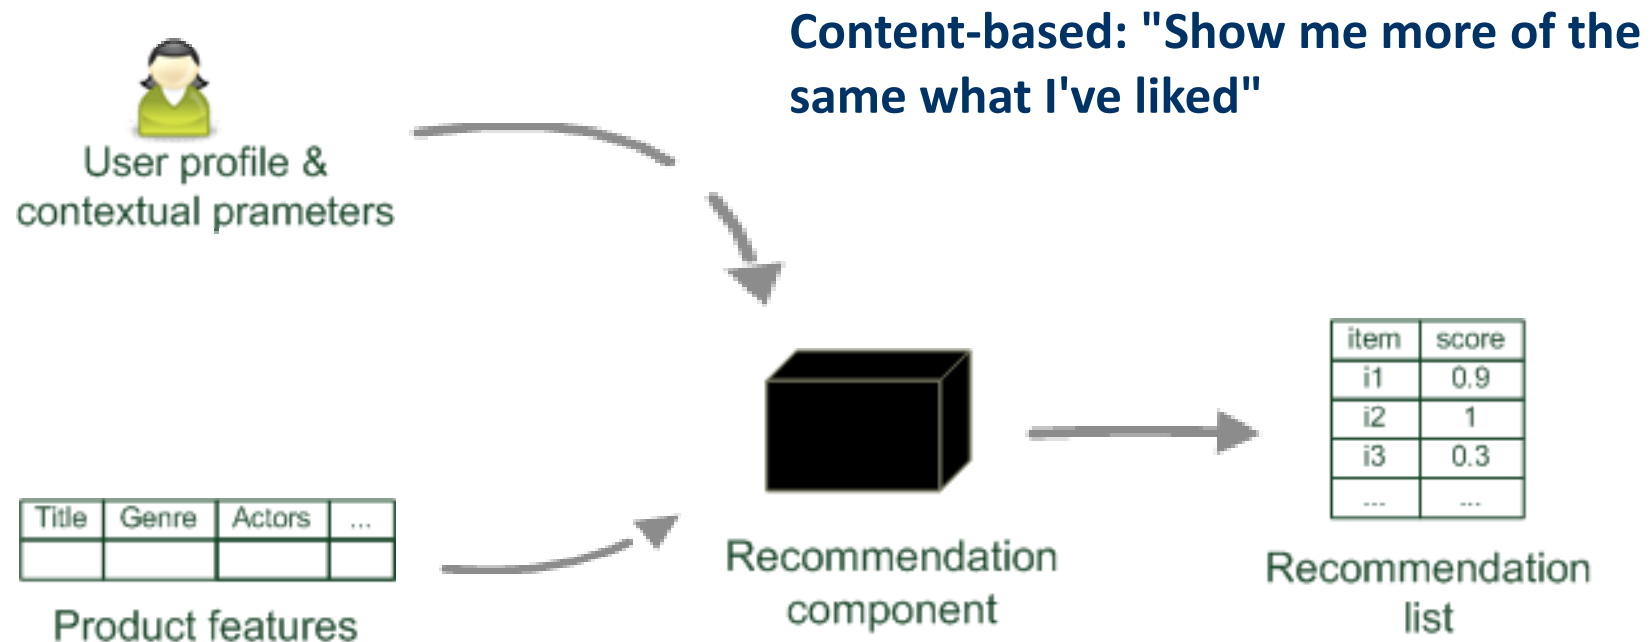 Content-based: "Show me more of the
same what I've liked"
User profile &
contextual prameters
item score
i1 0.9
i2 1
i3 0.3
... ...
Title Genre Actors ...
Product features
Recommendation
component
Recommendation
list